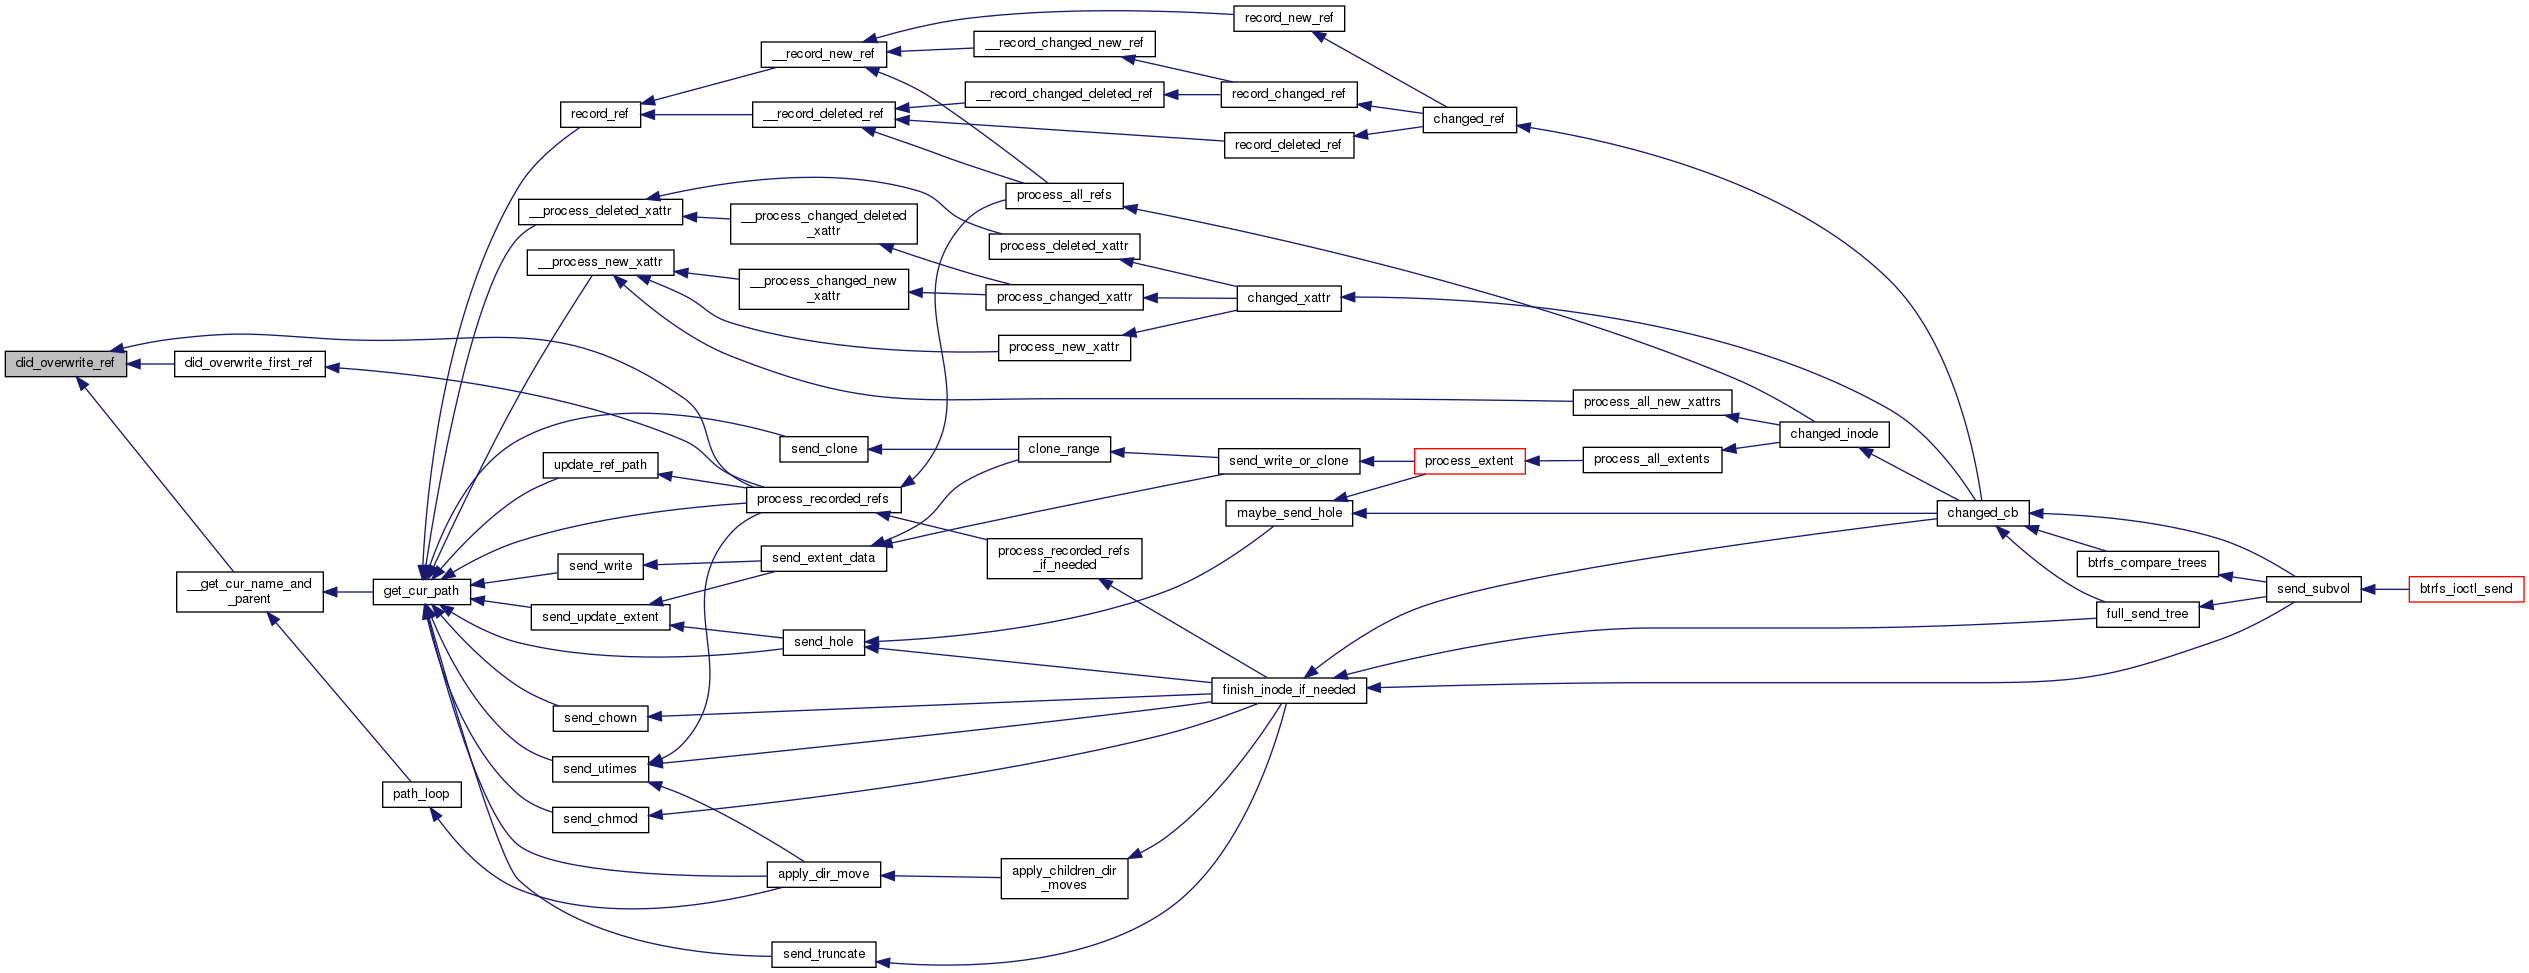 record_new_ref
__record_changed_new_ref
__record_new_ref
__record_changed_deleted_ref
record_changed_ref
record_ref
__record_deleted_ref
changed_ref
record_deleted_ref
process_all_refs
__process_deleted_xattr
__process_changed_deleted
_xattr
process_deleted_xattr
__process_new_xattr
__process_changed_new
_xattr
process_changed_xattr
changed_xattr
process_new_xattr
did_overwrite_ref
did_overwrite_first_ref
process_all_new_xattrs
changed_inode
send_clone
clone_range
send_write_or_clone
process_extent
process_all_extents
update_ref_path
process_recorded_refs
maybe_send_hole
changed_cb
process_recorded_refs
_if_needed
send_write
send_extent_data
btrfs_compare_trees
__get_cur_name_and
_parent
get_cur_path
send_subvol
btrfs_ioctl_send
send_update_extent
full_send_tree
send_hole
finish_inode_if_needed
send_chown
send_utimes
path_loop
send_chmod
apply_dir_move
apply_children_dir
_moves
send_truncate